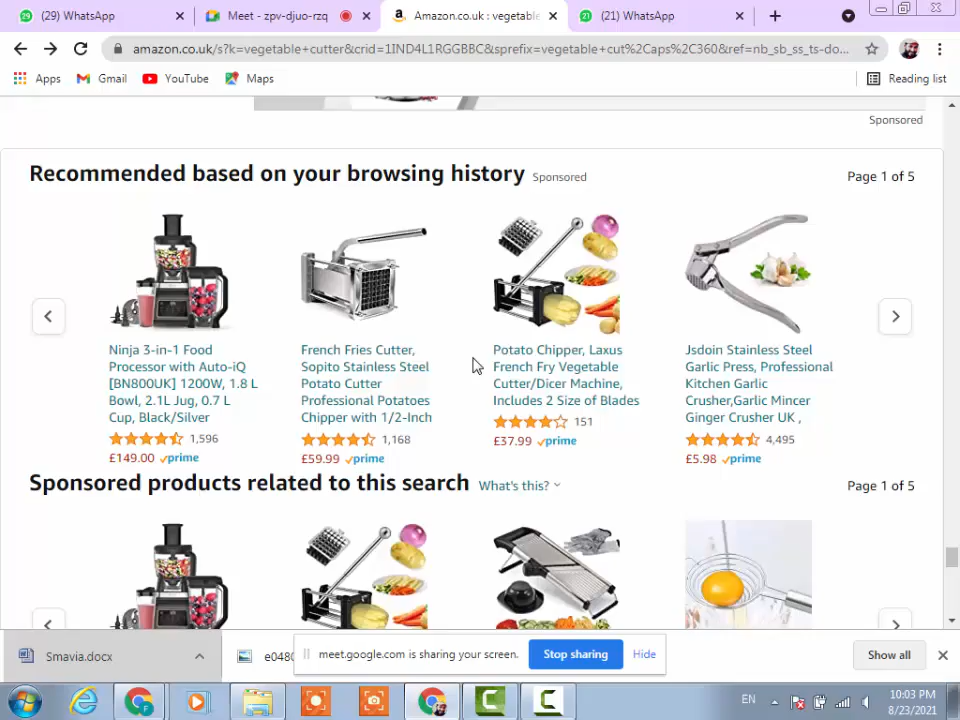 (29) WhatsApp
Meet - zpv-djuo-rzq
Amazon.co.uk : vegetable
(21) WhatsApp
amazon.co.uk/s?k=vegetable+cutter&crid=1IND4L1RGGBBC&sprefix=vegetable+cut%2Caps%2C360&ref=nb_sb_ss_ts-do...
Apps
Gmail
YouTube
Maps
Reading list
Sponsored
Recommended based on your browsing history Sponsored
Page 1 of 5
Ninja 3-in-1 Food
Processor with Auto-iQ
[BN800UK] 1200W, 1.8 L
Bowl, 2.1L Jug, 0.7 L
Cup, Black/Silver
1,596
£149.00 prime
French Fries Cutter,
Sopito Stainless Steel
Potato Cutter
Professional Potatoes
Chipper with 1/2-Inch
1,168
£59.99 prime
Potato Chipper, Laxus
French Fry Vegetable
Cutter/Dicer Machine,
Includes 2 Size of Blades
151
£37.99 prime
Jsdoin Stainless Steel
Garlic Press, Professional
Kitchen Garlic
Crusher,Garlic Mincer
Ginger Crusher UK ,
4,495
£5.98 prime
Sponsored products related to this search What's this?
Page 1 of 5
Smavia.docx
e0480
meet.google.com is sharing your screen.
Stop sharing
Hide
Show all
EN
10:03 PM
8/23/2021